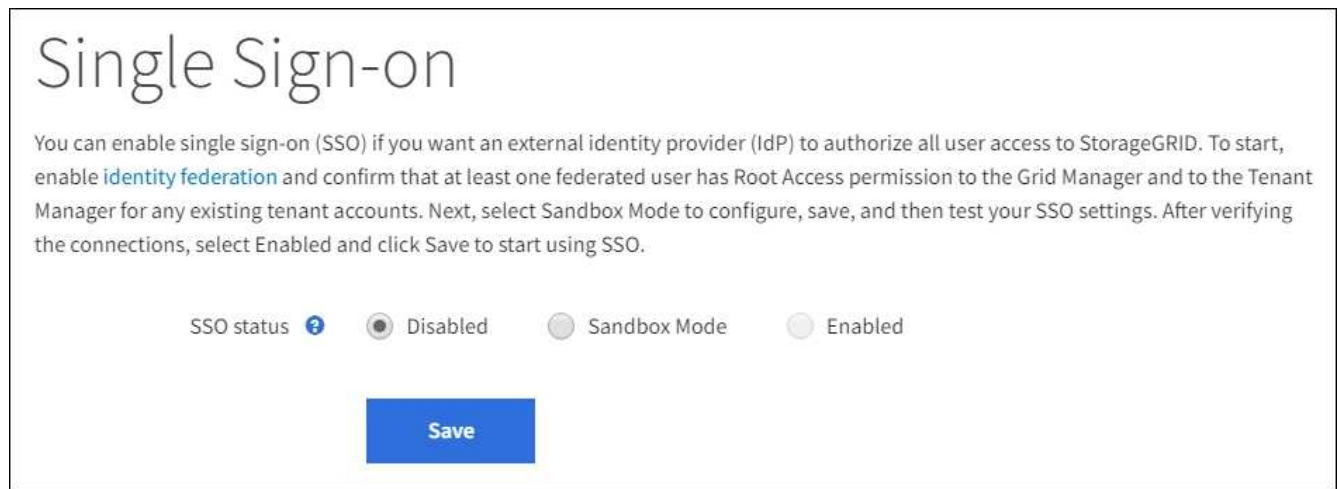 Single Sign-on
You can enable single sign-on (SSO) if you want an external identity provider (IdP) to authorize all user access to StorageGRID. To start,
enable identity federation and confirm that at least one federated user has Root Access permission to the Grid Manager and to the Tenant
Manager for any existing tenant accounts. Next, select Sandbox Mode to configure, save, and then test your SSO settings. After verifying
the connections, select Enabled and click Save to start using SSO.
SSO status ? Disabled Sandbox Mode Enabled
Save